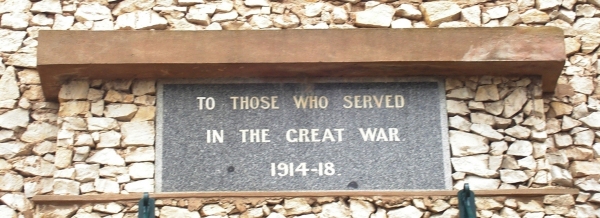 TO THOSE WHO SERVED
IN THE GREAT WAR.
1914-18.